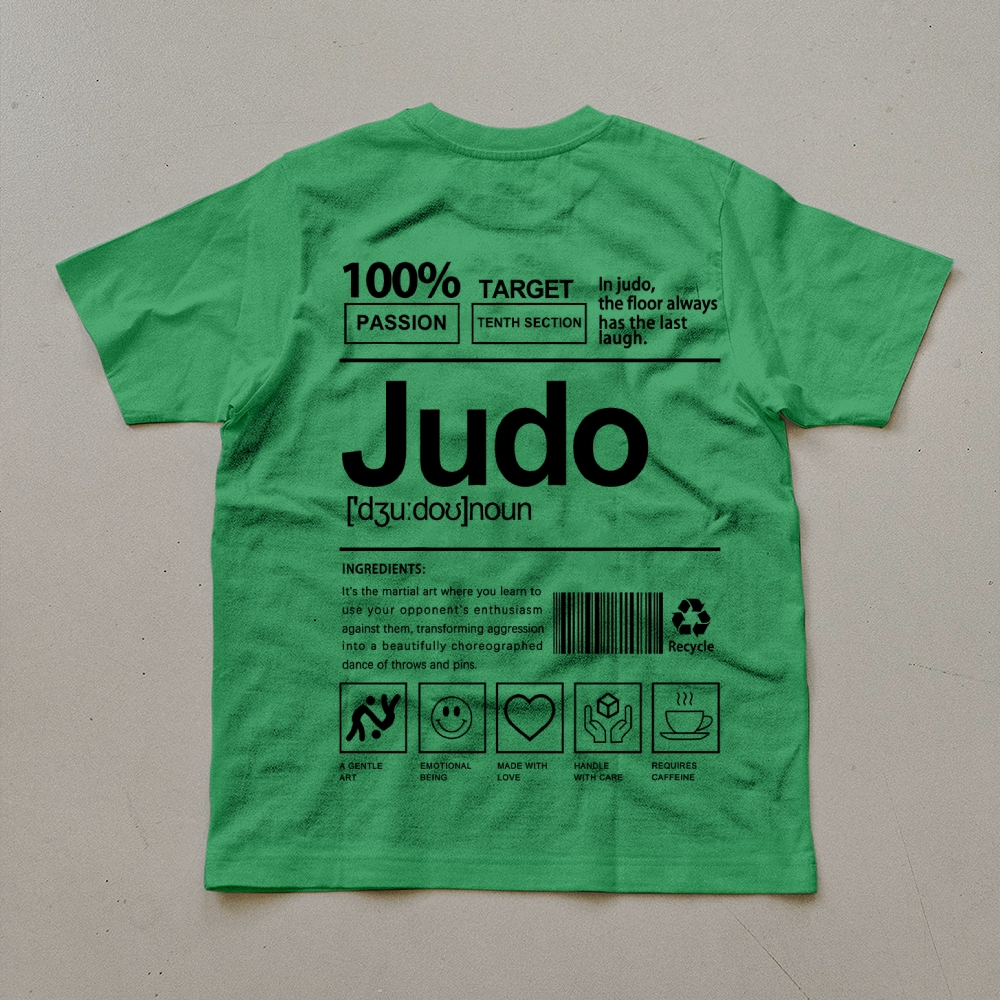 100%
PASSION
TARGET
TENTH SECTION
In judo,
the floor always
has the last
laugh.
Judo
['dʒuːdoʊ]noun
INGREDIENTS:
It's the martial art where you learn to
use your opponent's enthusiasm
against them, transforming aggression
into a beautifully choreographed
dance of throws and pins.
Recycle
A GENTLE
ART
EMOTIONAL
BEING
MADE WITH
LOVE
HANDLE
WITH CARE
REQUIRES
CAFFEINE